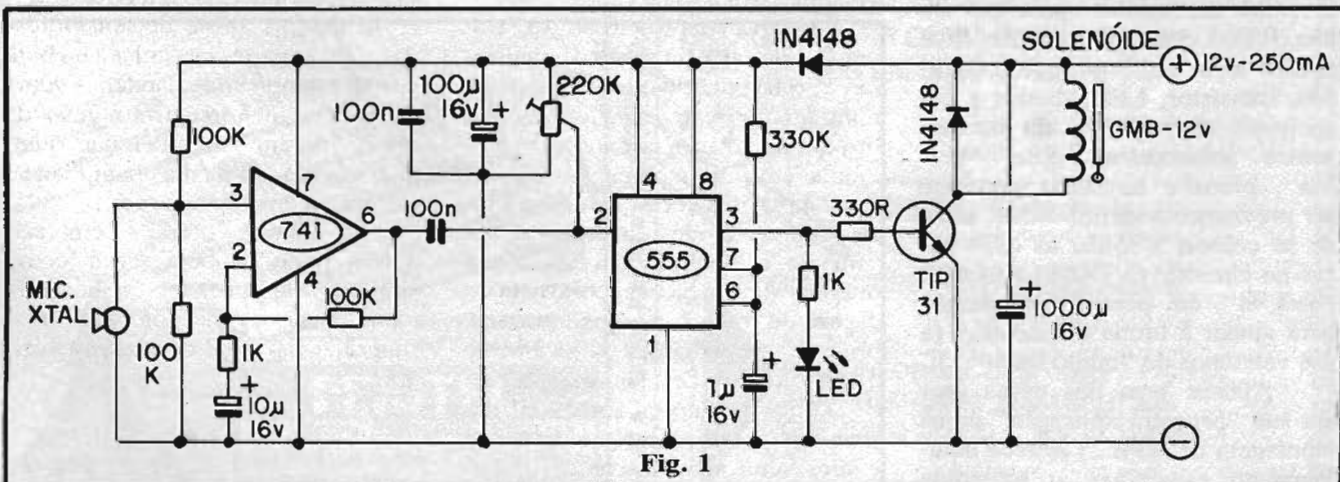 1N4148
SOLENÓIDE
+ 12v-250mA
100K
100n
100µ
16v
220K
330K
1N4148
GMB-12v
3
7
741
6
2
4
100n
4
8
2
3
555
7
6
1
330R
TIP
31
1000µ
16v
MIC.
XTAL
100
K
100K
1K
10µ
16v
1K
LED
1µ
16v
Fig. 1